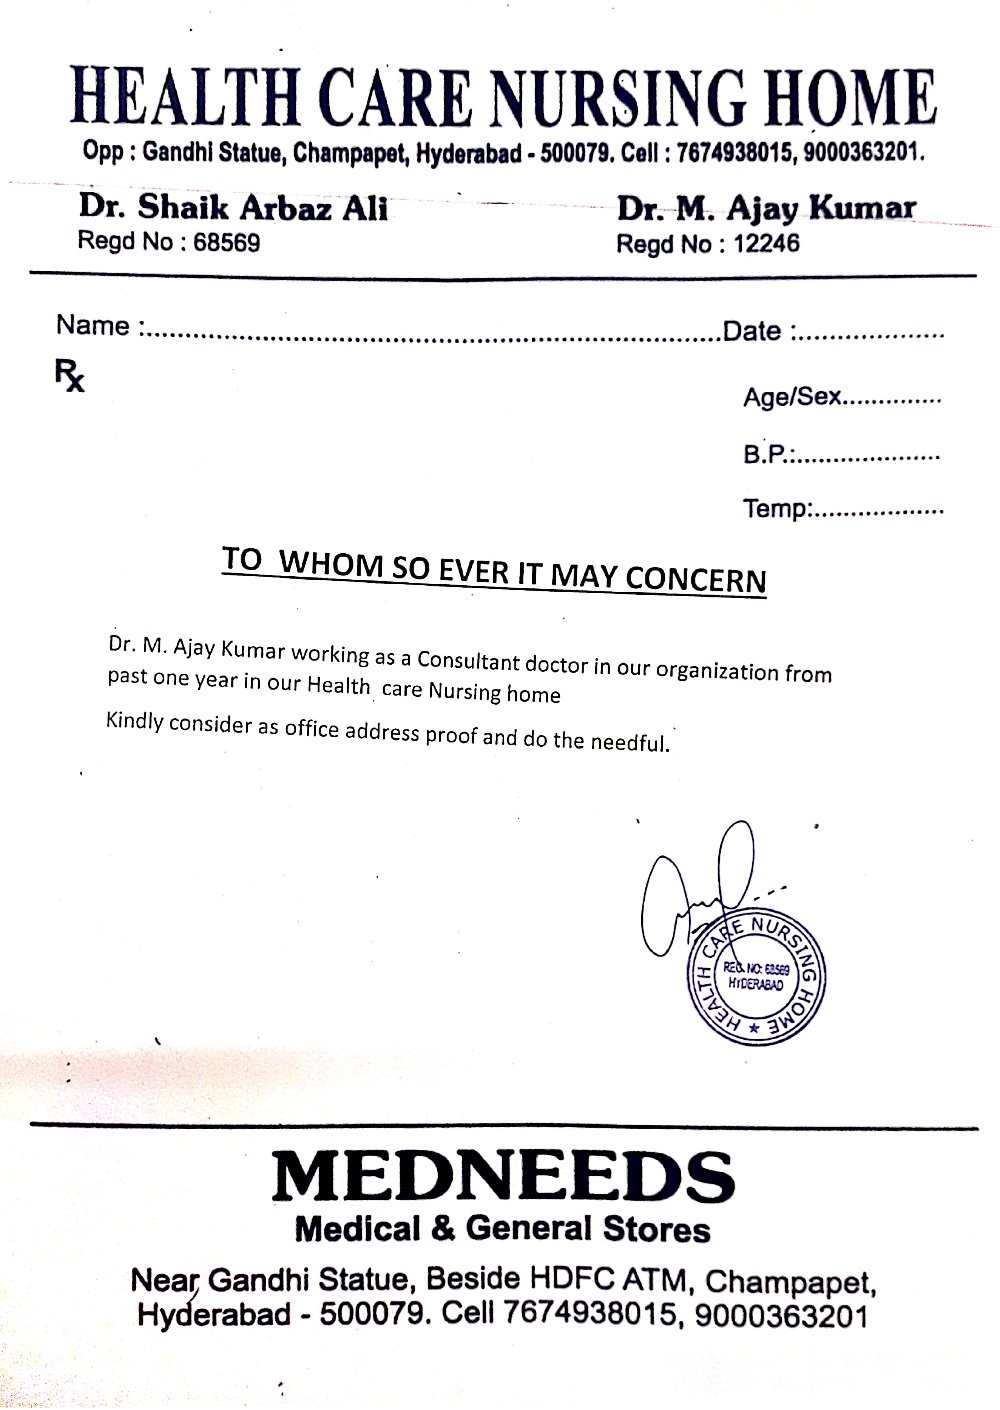 HEALTH CARE NURSING HOME
Opp : Gandhi Statue, Champapet, Hyderabad - 500079. Cell : 7674938015, 9000363201.
Dr. Shaik Arbaz Ali Dr. M. Ajay Kumar
Regd No : 68569 Regd No : 12246
Name :........................................................................Date :....................
℞
Age/Sex..............
B.P.:....................
Temp:..................
TO WHOM SO EVER IT MAY CONCERN
Dr. M. Ajay Kumar working as a Consultant doctor in our organization from
past one year in our Health care Nursing home
Kindly consider as office address proof and do the needful.
HEALTH CARE NURSING HOME
REG. NO: 68569
HYDERABAD
MEDNEEDS
Medical & General Stores
Near Gandhi Statue, Beside HDFC ATM, Champapet,
Hyderabad - 500079. Cell 7674938015, 9000363201